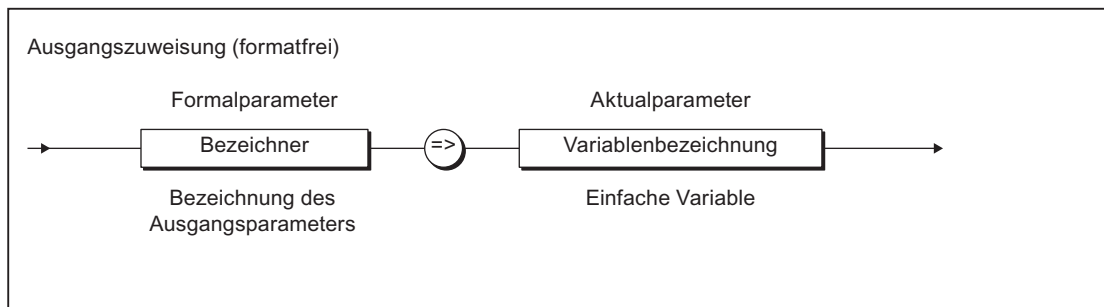 Ausgangszuweisung (formatfrei)
Formalparameter
Aktualparameter
Bezeichner
=>
Variablenbezeichnung
Bezeichnung des
Ausgangsparameters
Einfache Variable